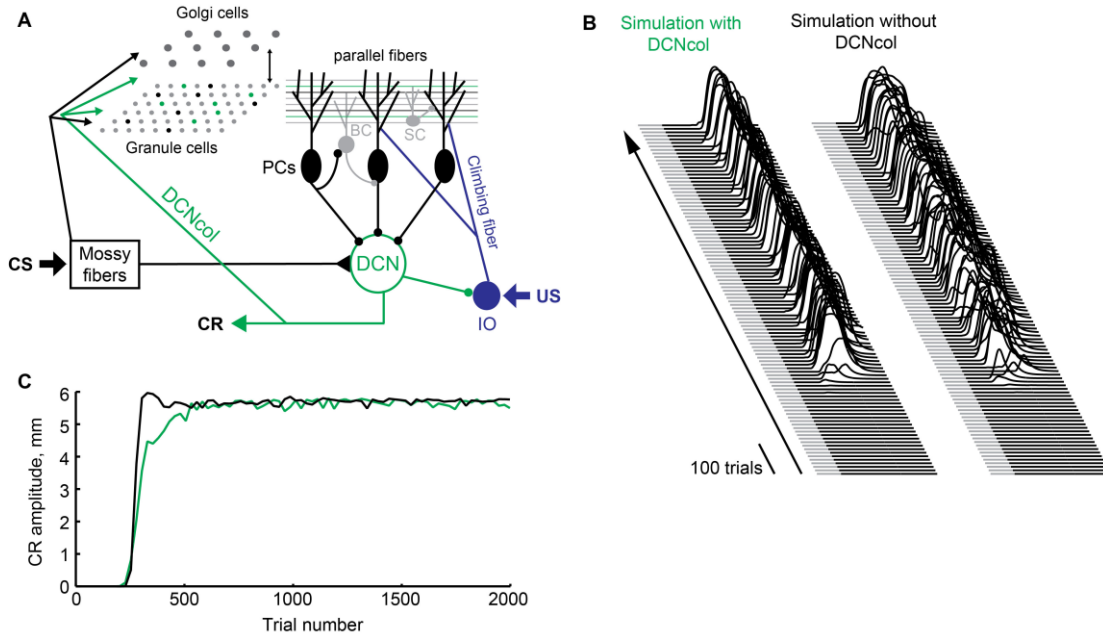 A
Golgi cells
Granule cells
parallel fibers
BC
SC
PCs
Climbing fiber
DCNcol
CS
Mossy
fibers
DCN
US
IO
CR
B
Simulation with
DCNcol
Simulation without
DCNcol
100 trials
C
CR amplitude, mm
6
5
4
3
2
1
0
0
500
1000
1500
2000
Trial number